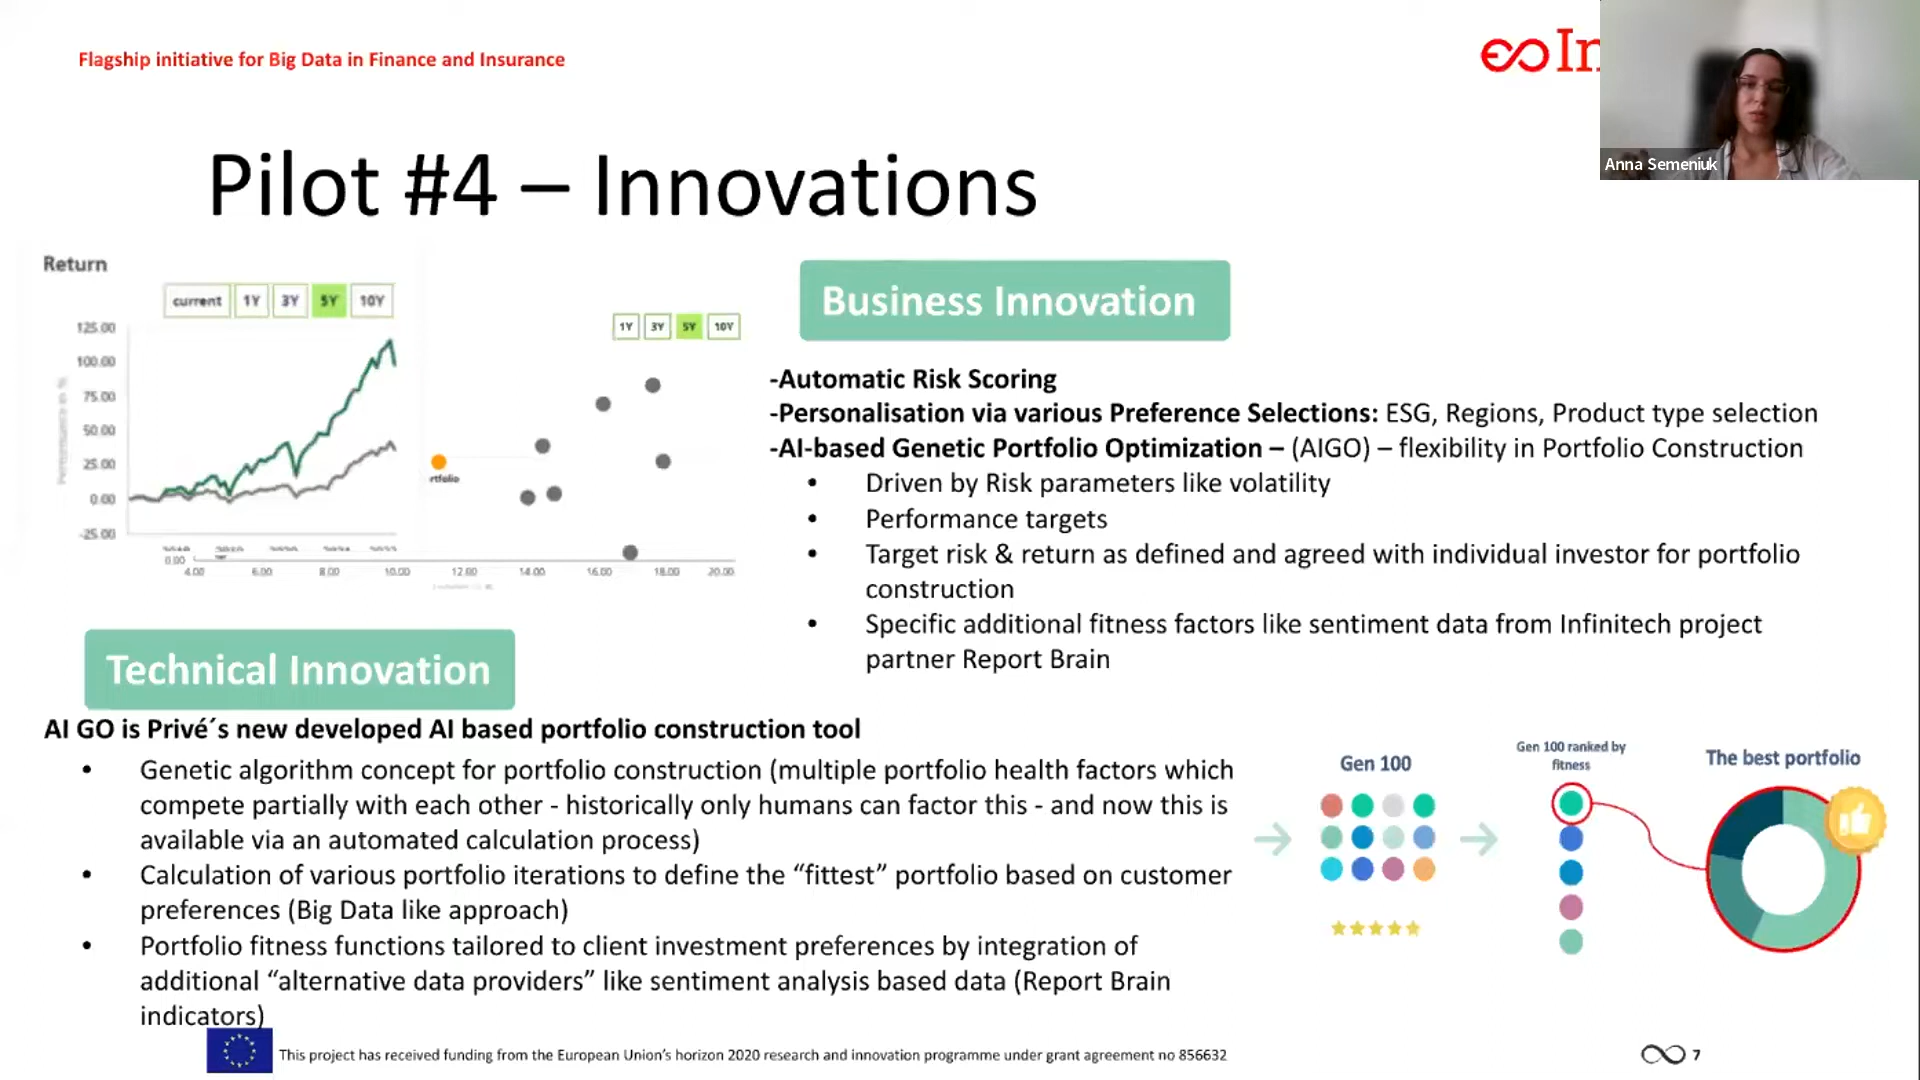 Flagship initiative for Big Data in Finance and Insurance
Anna Semeniuk
Pilot #4 – Innovations
Return
current 1Y 3Y 5Y 10Y
125.00
100.00
75.00
50.00
25.00
0.00
-25.00
1Y 3Y 5Y 10Y
rtfolio
0.00
4.00 6.00 8.00 10.00 12.00 14.00 16.00 18.00 20.00
Business Innovation
-Automatic Risk Scoring
-Personalisation via various Preference Selections: ESG, Regions, Product type selection
-AI-based Genetic Portfolio Optimization – (AIGO) – flexibility in Portfolio Construction
• Driven by Risk parameters like volatility
• Performance targets
• Target risk & return as defined and agreed with individual investor for portfolio
construction
• Specific additional fitness factors like sentiment data from Infinitech project
partner Report Brain
Technical Innovation
AI GO is Privé´s new developed AI based portfolio construction tool
• Genetic algorithm concept for portfolio construction (multiple portfolio health factors which
compete partially with each other - historically only humans can factor this - and now this is
available via an automated calculation process)
• Calculation of various portfolio iterations to define the “fittest” portfolio based on customer
preferences (Big Data like approach)
• Portfolio fitness functions tailored to client investment preferences by integration of
additional “alternative data providers” like sentiment analysis based data (Report Brain
indicators)
Gen 100
Gen 100 ranked by
fitness
The best portfolio
This project has received funding from the European Union’s horizon 2020 research and innovation programme under grant agreement no 856632
7